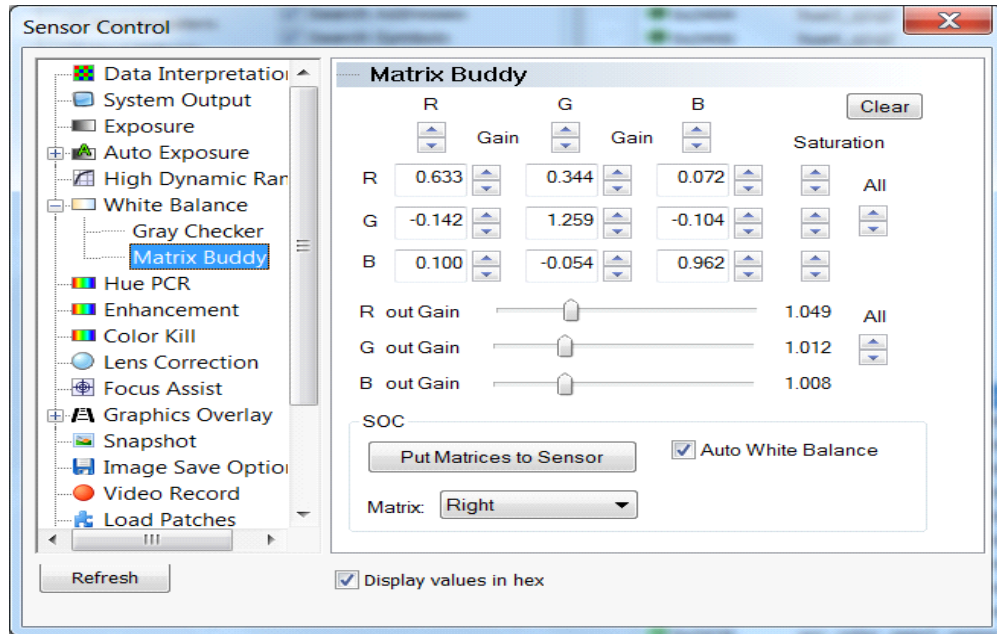 Sensor Control
Data Interpretatio
System Output
Exposure
Auto Exposure
High Dynamic Ran
White Balance
Gray Checker
Matrix Buddy
Hue PCR
Enhancement
Color Kill
Lens Correction
Focus Assist
Graphics Overlay
Snapshot
Image Save Optio
Video Record
Load Patches
Refresh
Matrix Buddy
R G B Clear
Gain Gain Saturation
R 0.633 0.344 0.072 All
G -0.142 1.259 -0.104
B 0.100 -0.054 0.962
R out Gain 1.049 All
G out Gain 1.012
B out Gain 1.008
SOC
Put Matrices to Sensor Auto White Balance
Matrix: Right
Display values in hex